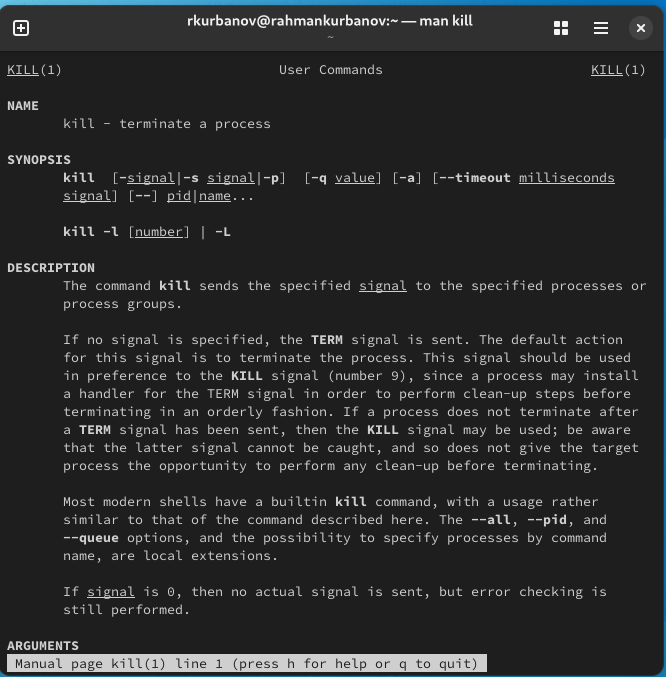 rkurbanov@rahmankurbanov:~ — man kill
~
KILL(1) User Commands KILL(1)
NAME
kill - terminate a process
SYNOPSIS
kill [-signal|-s signal|-p] [-q value] [-a] [--timeout milliseconds
signal] [--] pid|name...
kill -l [number] | -L
DESCRIPTION
The command kill sends the specified signal to the specified processes or
process groups.
If no signal is specified, the TERM signal is sent. The default action
for this signal is to terminate the process. This signal should be used
in preference to the KILL signal (number 9), since a process may install
a handler for the TERM signal in order to perform clean-up steps before
terminating in an orderly fashion. If a process does not terminate after
a TERM signal has been sent, then the KILL signal may be used; be aware
that the latter signal cannot be caught, and so does not give the target
process the opportunity to perform any clean-up before terminating.
Most modern shells have a builtin kill command, with a usage rather
similar to that of the command described here. The --all, --pid, and
--queue options, and the possibility to specify processes by command
name, are local extensions.
If signal is 0, then no actual signal is sent, but error checking is
still performed.
ARGUMENTS
Manual page kill(1) line 1 (press h for help or q to quit)